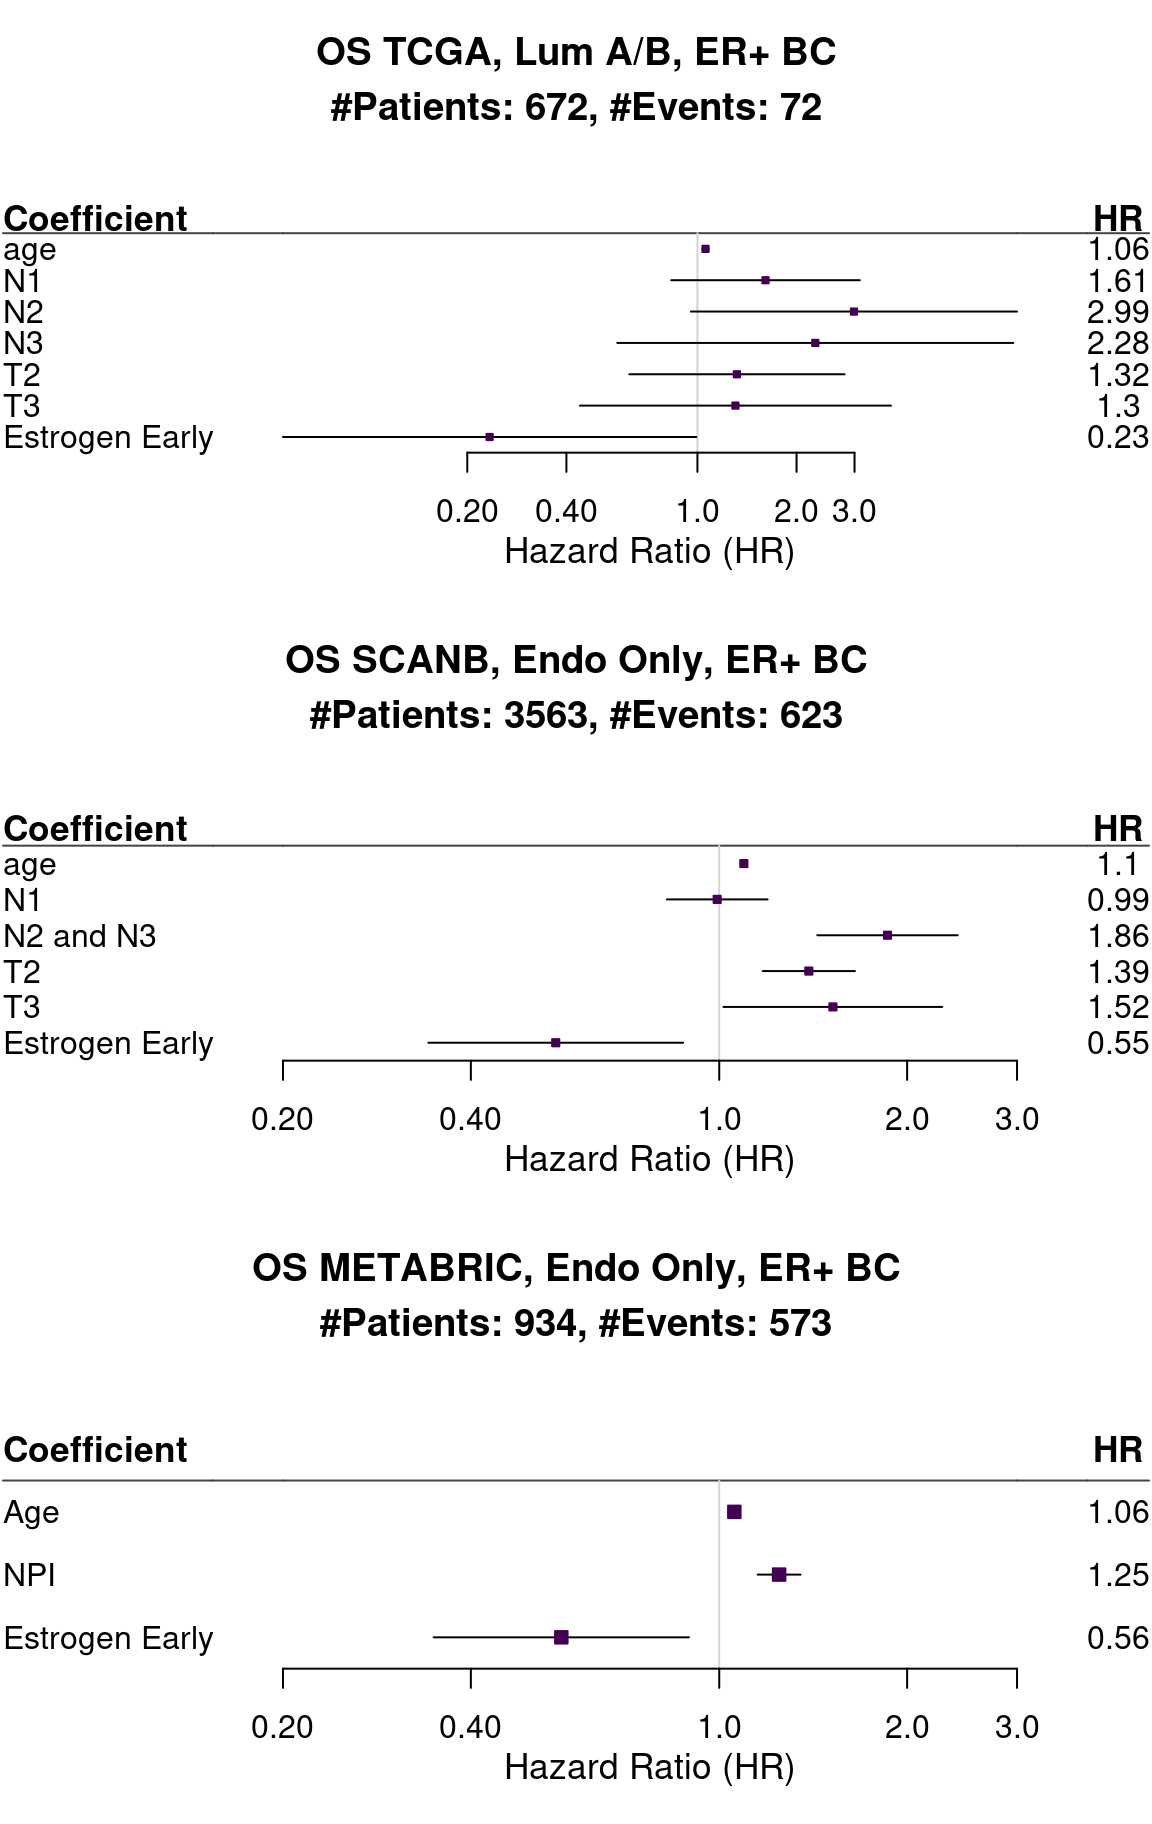 OS TCGA, Lum A/B, ER+ BC
#Patients: 672, #Events: 72
Coefficient HR
age 1.06
N1 1.61
N2 2.99
N3 2.28
T2 1.32
T3 1.3
Estrogen Early 0.23
0.20 0.40 1.0 2.0 3.0
Hazard Ratio (HR)
OS SCANB, Endo Only, ER+ BC
#Patients: 3563, #Events: 623
Coefficient HR
age 1.1
N1 0.99
N2 and N3 1.86
T2 1.39
T3 1.52
Estrogen Early 0.55
0.20 0.40 1.0 2.0 3.0
Hazard Ratio (HR)
OS METABRIC, Endo Only, ER+ BC
#Patients: 934, #Events: 573
Coefficient HR
Age 1.06
NPI 1.25
Estrogen Early 0.56
0.20 0.40 1.0 2.0 3.0
Hazard Ratio (HR)